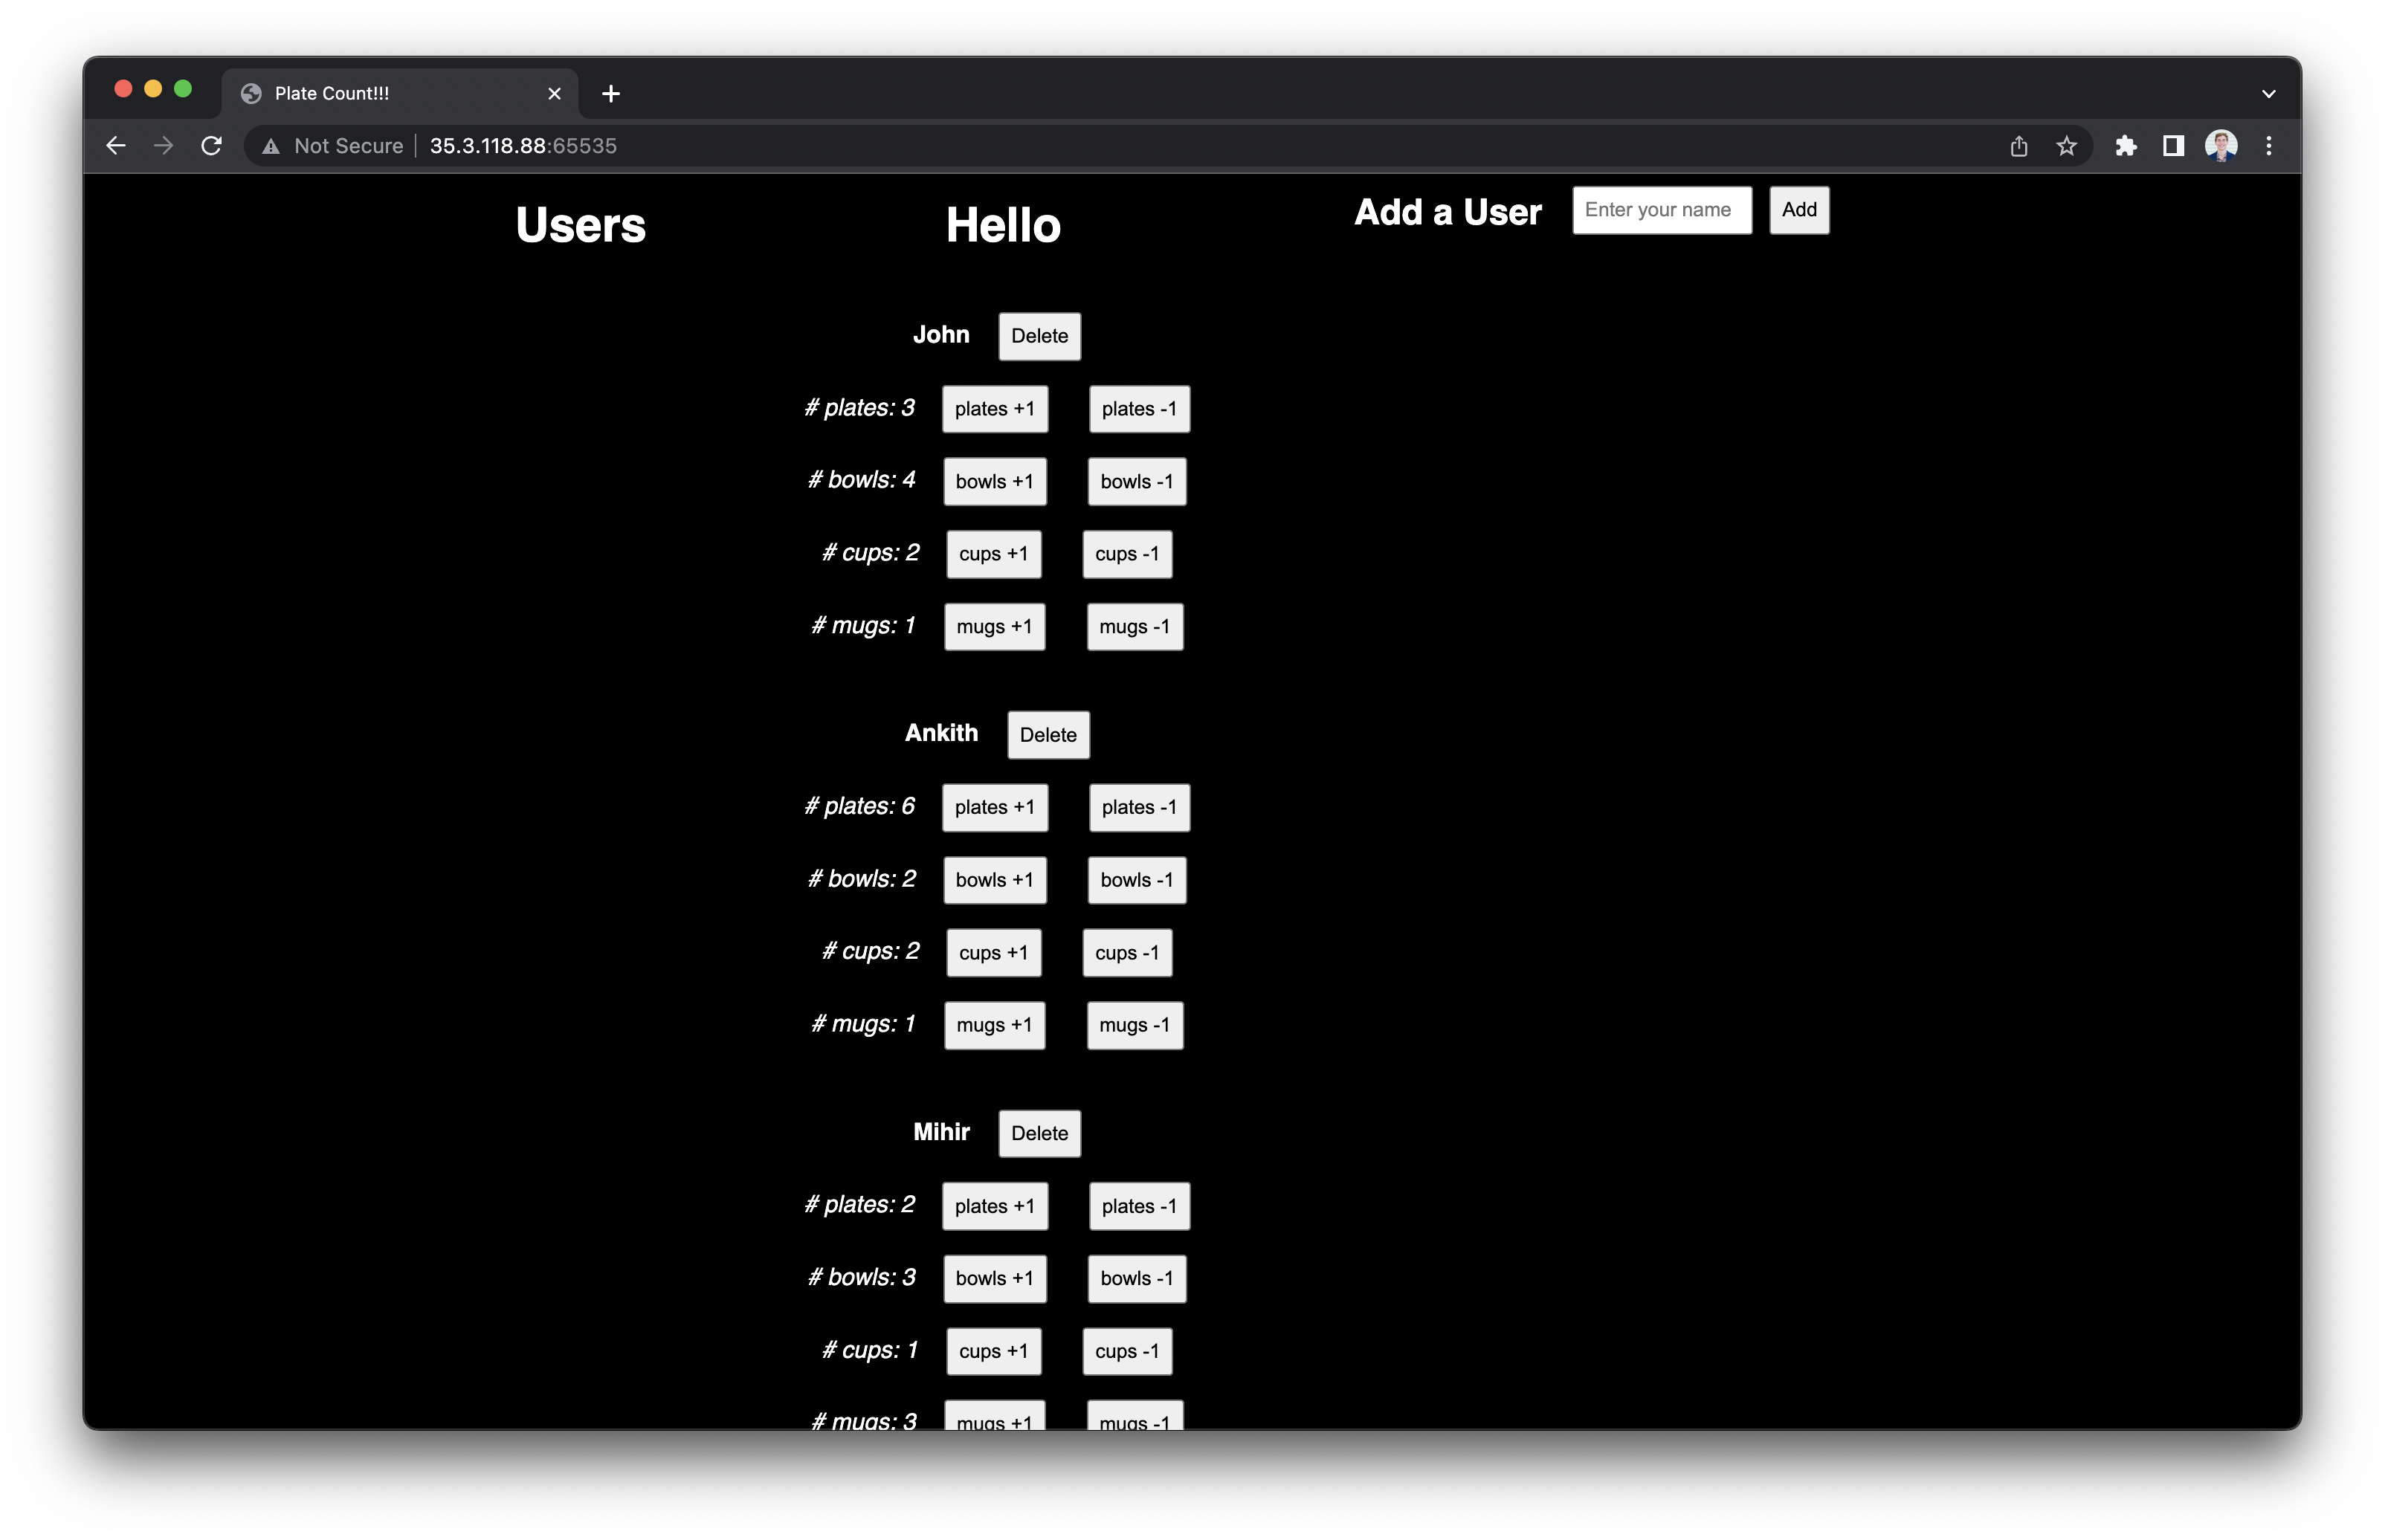 Plate Count!!!
Not Secure 35.3.118.88:65535
Users Hello Add a User Enter your name Add
John Delete
# plates: 3 plates +1 plates -1
# bowls: 4 bowls +1 bowls -1
# cups: 2 cups +1 cups -1
# mugs: 1 mugs +1 mugs -1
Ankith Delete
# plates: 6 plates +1 plates -1
# bowls: 2 bowls +1 bowls -1
# cups: 2 cups +1 cups -1
# mugs: 1 mugs +1 mugs -1
Mihir Delete
# plates: 2 plates +1 plates -1
# bowls: 3 bowls +1 bowls -1
# cups: 1 cups +1 cups -1
# mugs: 3 mugs +1 mugs -1